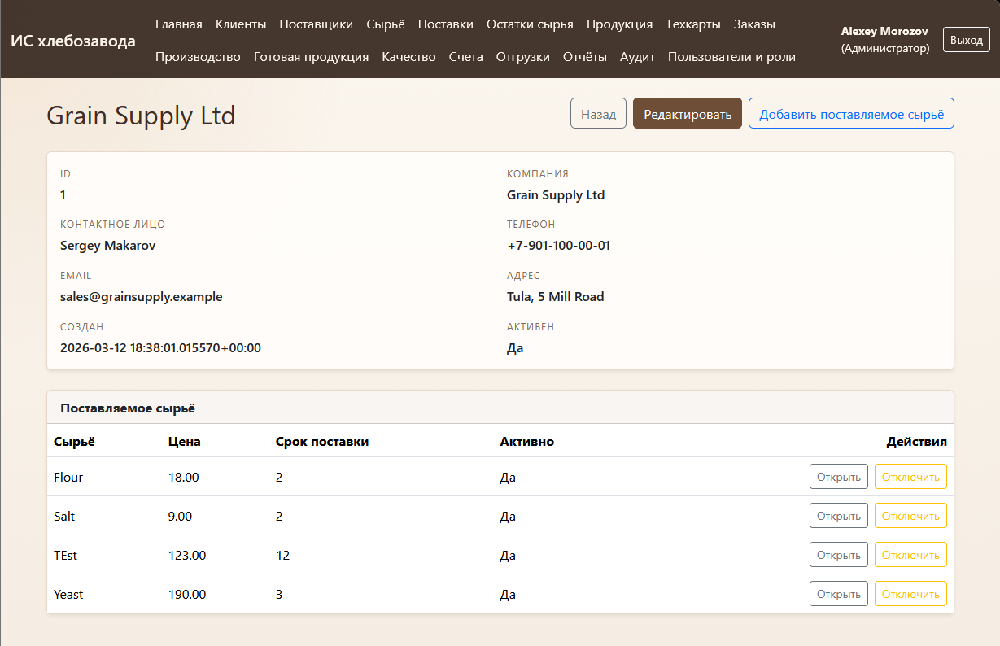 ИС хлебозавода
Главная Клиенты Поставщики Сырьё Поставки Остатки сырья Продукция Техкарты Заказы
Производство Готовая продукция Качество Счета Отгрузки Отчёты Аудит Пользователи и роли
Alexey Morozov
(Администратор)
Выход
Grain Supply Ltd
Назад Редактировать Добавить поставляемое сырьё
ID
1
КОМПАНИЯ
Grain Supply Ltd
КОНТАКТНОЕ ЛИЦО
Sergey Makarov
ТЕЛЕФОН
+7-901-100-00-01
EMAIL
sales@grainsupply.example
АДРЕС
Tula, 5 Mill Road
СОЗДАН
2026-03-12 18:38:01.015570+00:00
АКТИВЕН
Да
Поставляемое сырьё
Сырьё Цена Срок поставки Активно Действия
Flour 18.00 2 Да Открыть Отключить
Salt 9.00 2 Да Открыть Отключить
TEst 123.00 12 Да Открыть Отключить
Yeast 190.00 3 Да Открыть Отключить